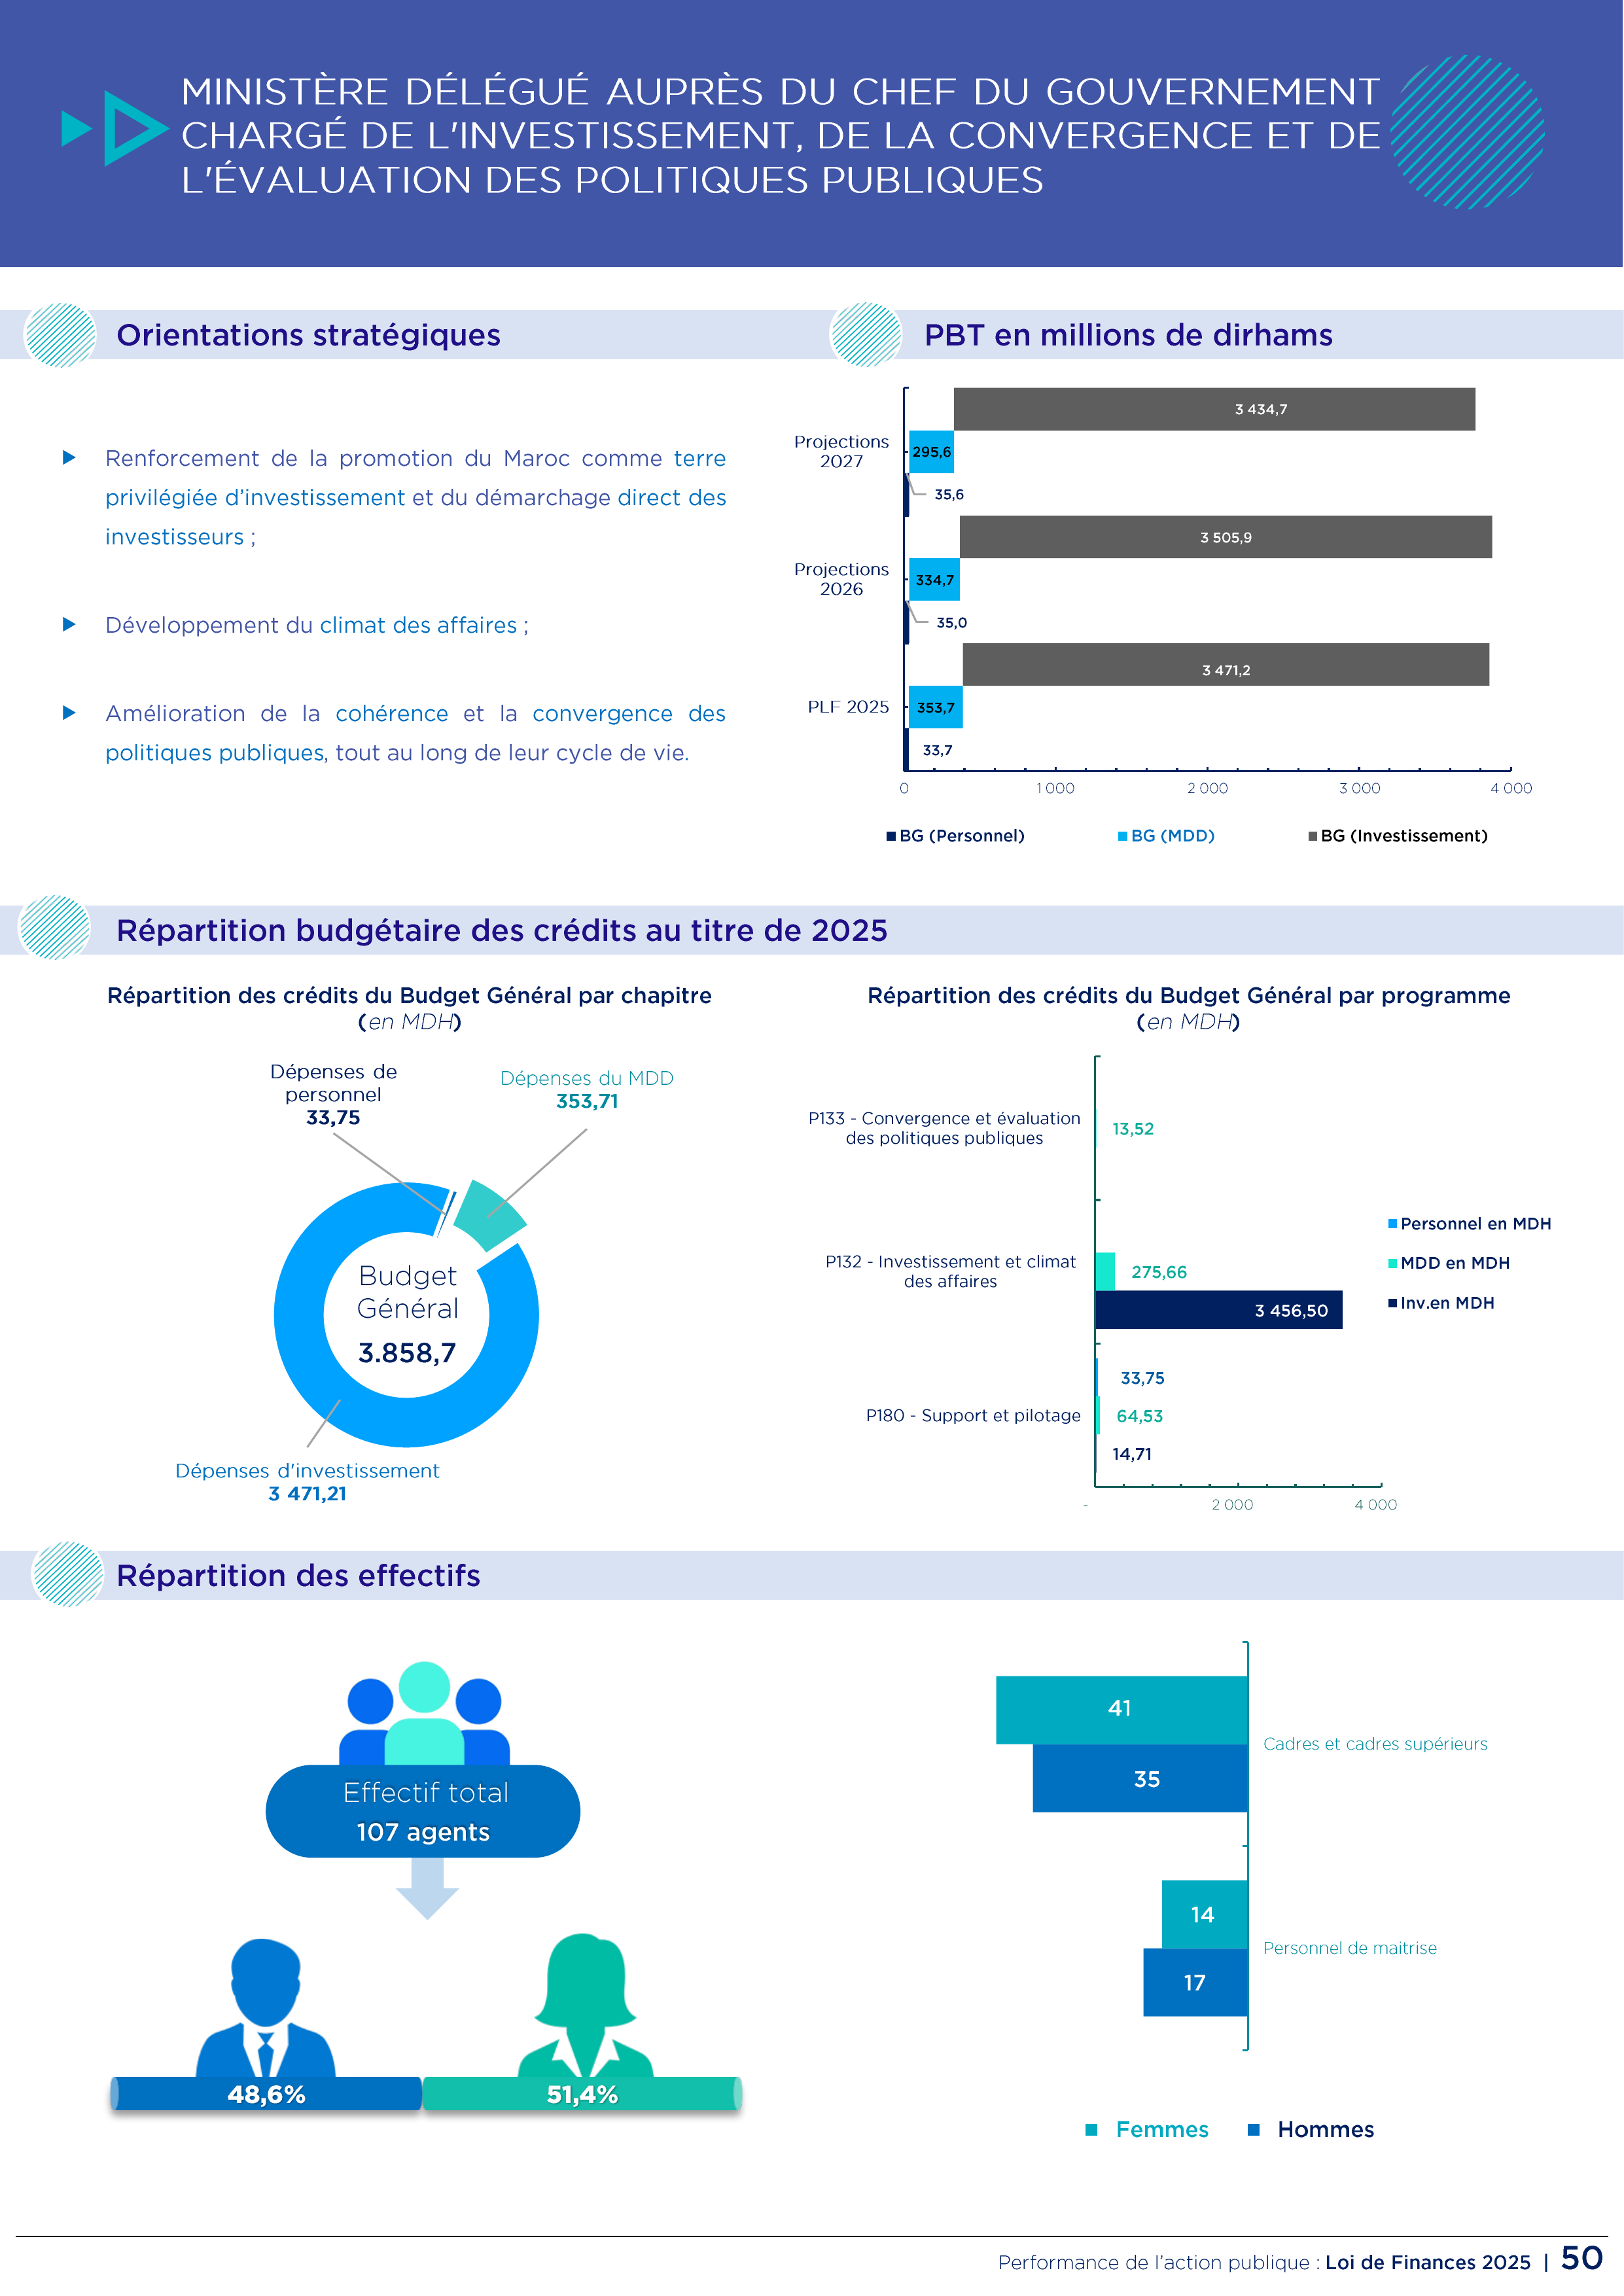 MINISTÈRE DÉLÉGUÉ AUPRÈS DU CHEF DU GOUVERNEMENT
CHARGÉ DE L'INVESTISSEMENT, DE LA CONVERGENCE ET DE
L'ÉVALUATION DES POLITIQUES PUBLIQUES
Orientations stratégiques
Renforcement de la promotion du Maroc comme terre
privilégiée d’investissement et du démarchage direct des
investisseurs ;
Développement du climat des affaires ;
Amélioration de la cohérence et la convergence des
politiques publiques, tout au long de leur cycle de vie.
PBT en millions de dirhams
3 434,7
Projections
2027
295,6
35,6
3 505,9
Projections
2026
334,7
35,0
3 471,2
PLF 2025
353,7
33,7
0 1 000 2 000 3 000 4 000
BG (Personnel) BG (MDD) BG (Investissement)
Répartition budgétaire des crédits au titre de 2025
Répartition des crédits du Budget Général par chapitre
(en MDH)
Dépenses de
personnel
33,75
Dépenses du MDD
353,71
Budget
Général
3.858,7
Dépenses d'investissement
3 471,21
Répartition des crédits du Budget Général par programme
(en MDH)
P133 - Convergence et évaluation
des politiques publiques
13,52
P132 - Investissement et climat
des affaires
275,66
3 456,50
P180 - Support et pilotage
33,75
64,53
14,71
- 2 000 4 000
Personnel en MDH
MDD en MDH
Inv.en MDH
Répartition des effectifs
Effectif total
107 agents
48,6% 51,4%
41
35
Cadres et cadres supérieurs
14
17
Personnel de maitrise
Femmes Hommes
Performance de l’action publique : Loi de Finances 2025 | 50